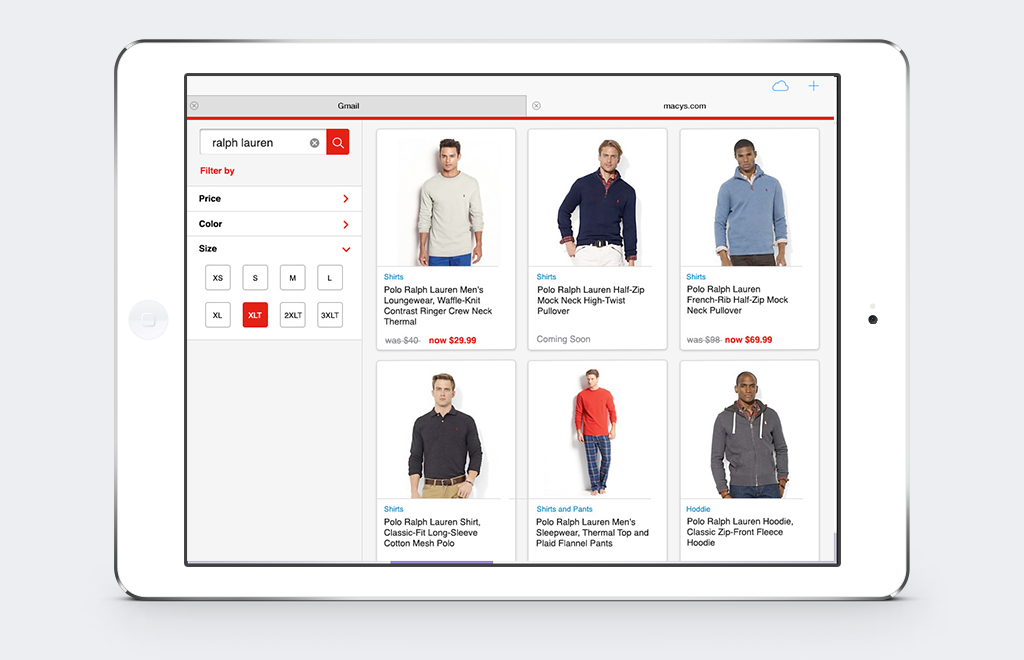 Gmail
macys.com
ralph lauren
Filter by
Price
Color
Size
XS
S
M
L
XL
XLT
2XLT
3XLT
Shirts
Polo Ralph Lauren Men's
Loungewear, Waffle-Knit
Contrast Ringer Crew Neck
Thermal
was $40 now $29.99
Shirts
Polo Ralph Lauren Half-Zip
Mock Neck High-Twist
Pullover
Coming Soon
Shirts
Polo Ralph Lauren
French-Rib Half-Zip Mock
Neck Pullover
was $98 now $69.99
Shirts
Polo Ralph Lauren Shirt,
Classic-Fit Long-Sleeve
Cotton Mesh Polo
Shirts and Pants
Polo Ralph Lauren Men's
Sleepwear, Thermal Top and
Plaid Flannel Pants
Hoddie
Polo Ralph Lauren Hoodie,
Classic Zip-Front Fleece
Hoodie